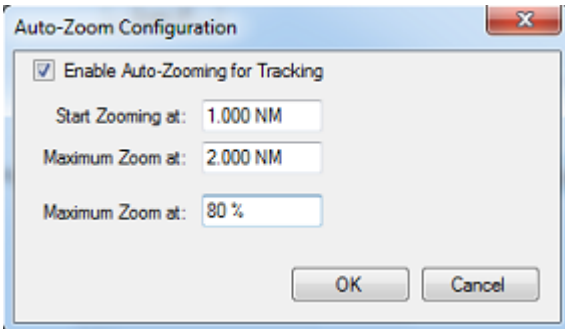 Auto-Zoom Configuration
Enable Auto-Zooming for Tracking
Start Zooming at: 1.000 NM
Maximum Zoom at: 2.000 NM
Maximum Zoom at: 80 %
OK Cancel